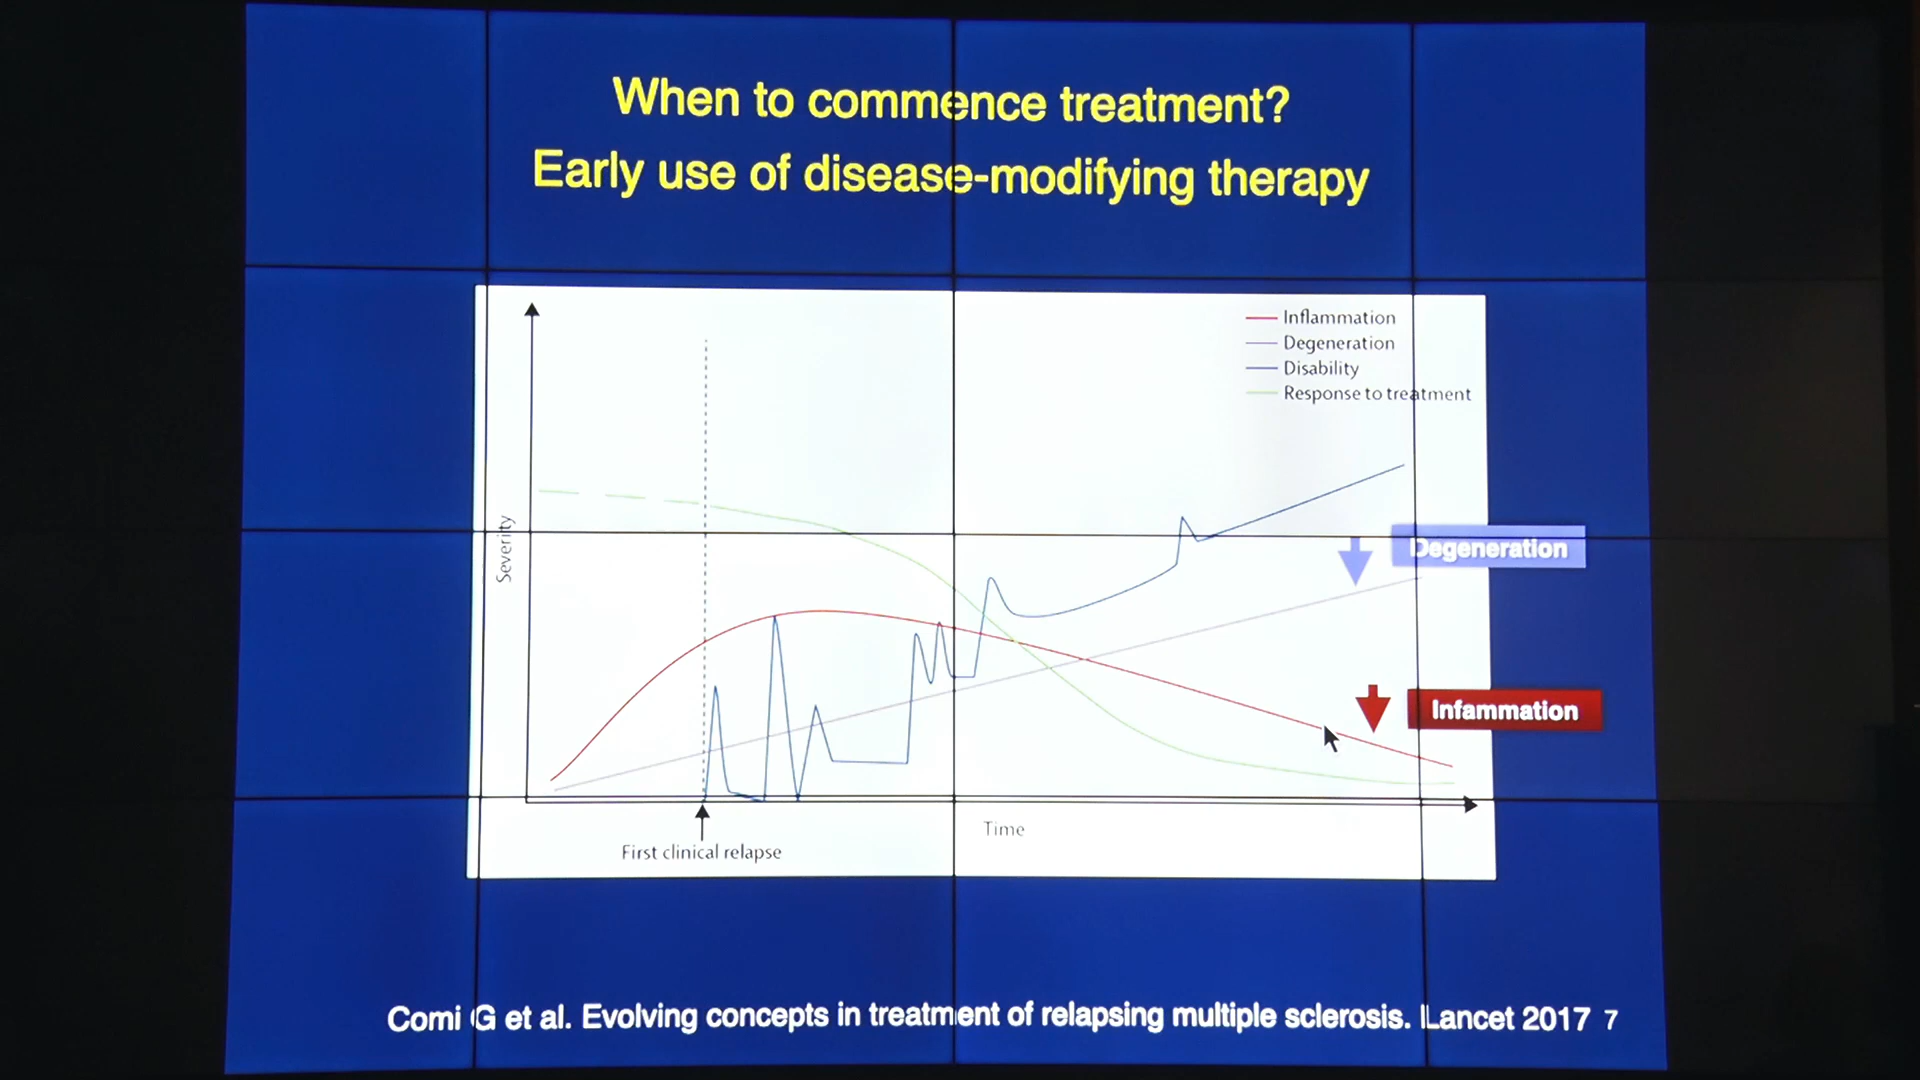 When to commence treatment?
Early use of disease-modifying therapy
Inflammation
Degeneration
Disability
Response to treatment
Severity
Degeneration
Infammation
Time
First clinical relapse
Comi G et al. Evolving concepts in treatment of relapsing multiple sclerosis. Lancet 2017 7